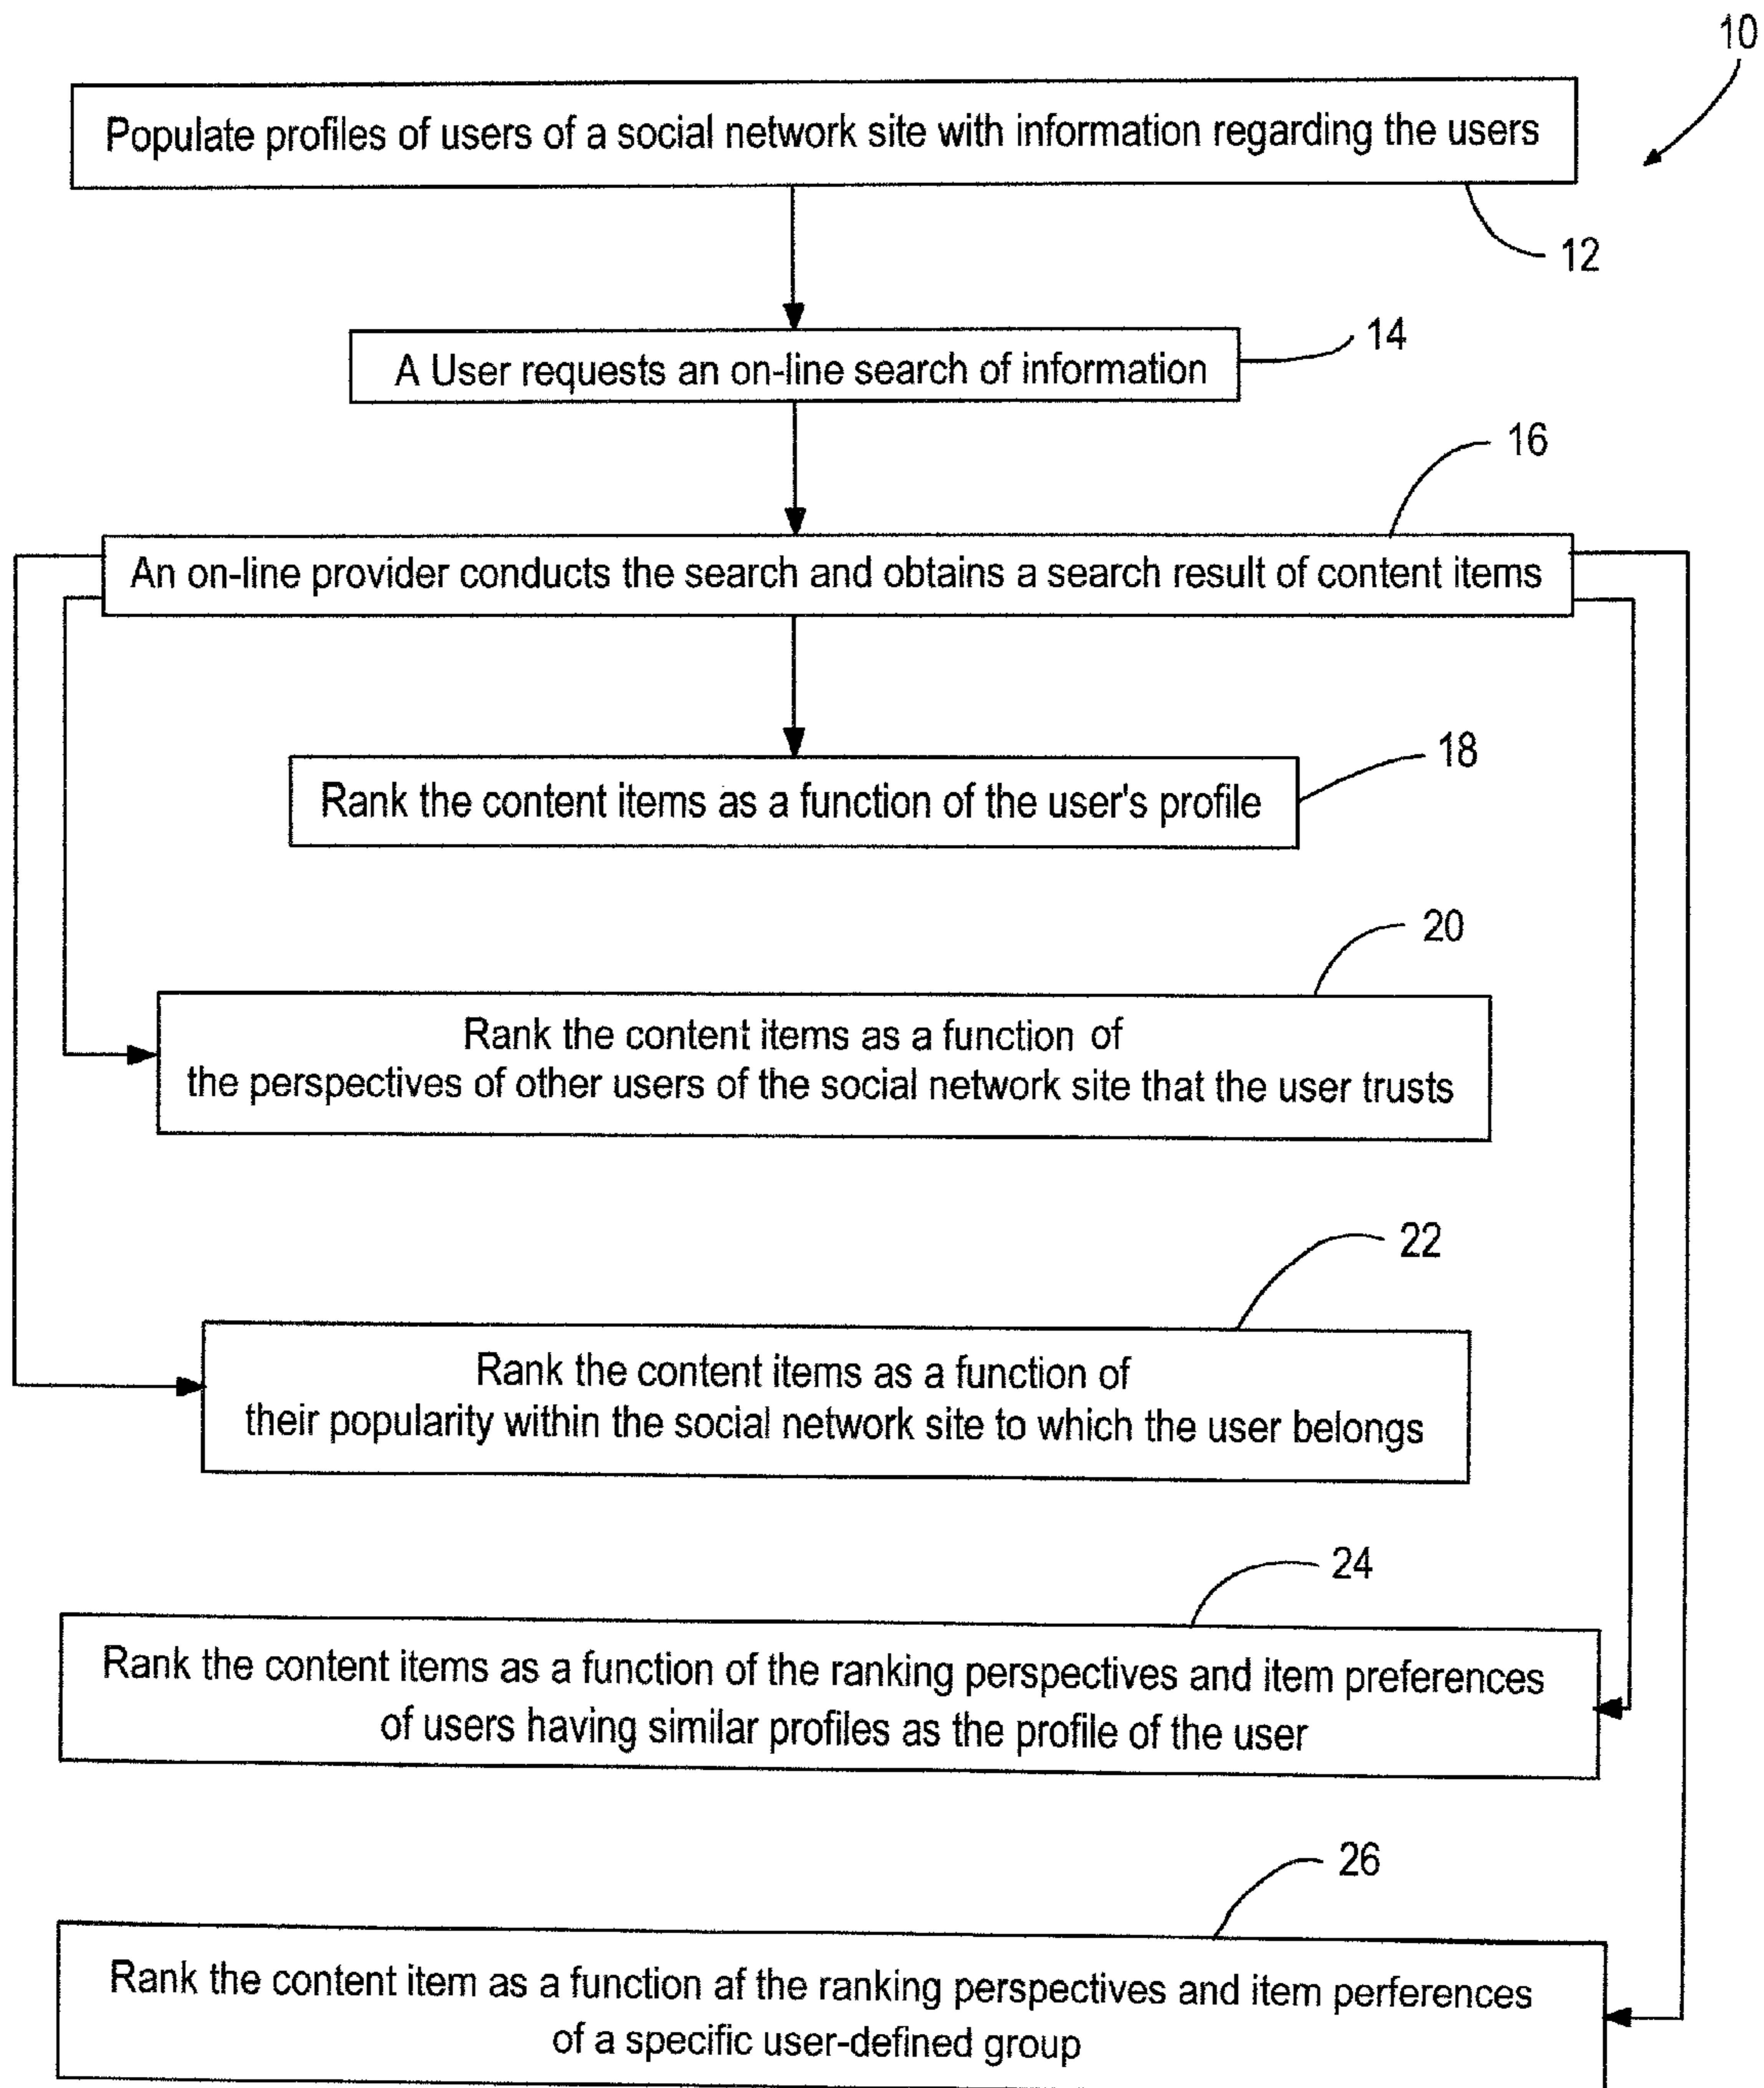 10
Populate profiles of users of a social network site with information regarding the users
12
A User requests an on-line search of information
14
16
An on-line provider conducts the search and obtains a search result of content items
18
Rank the content items as a function of the user's profile
20
Rank the content items as a function of
the perspectives of other users of the social network site that the user trusts
22
Rank the content items as a function of
their popularity within the social network site to which the user belongs
24
Rank the content items as a function of the ranking perspectives and item preferences
of users having similar profiles as the profile of the user
26
Rank the content item as a function af the ranking perspectives and item perferences
of a specific user-defined group